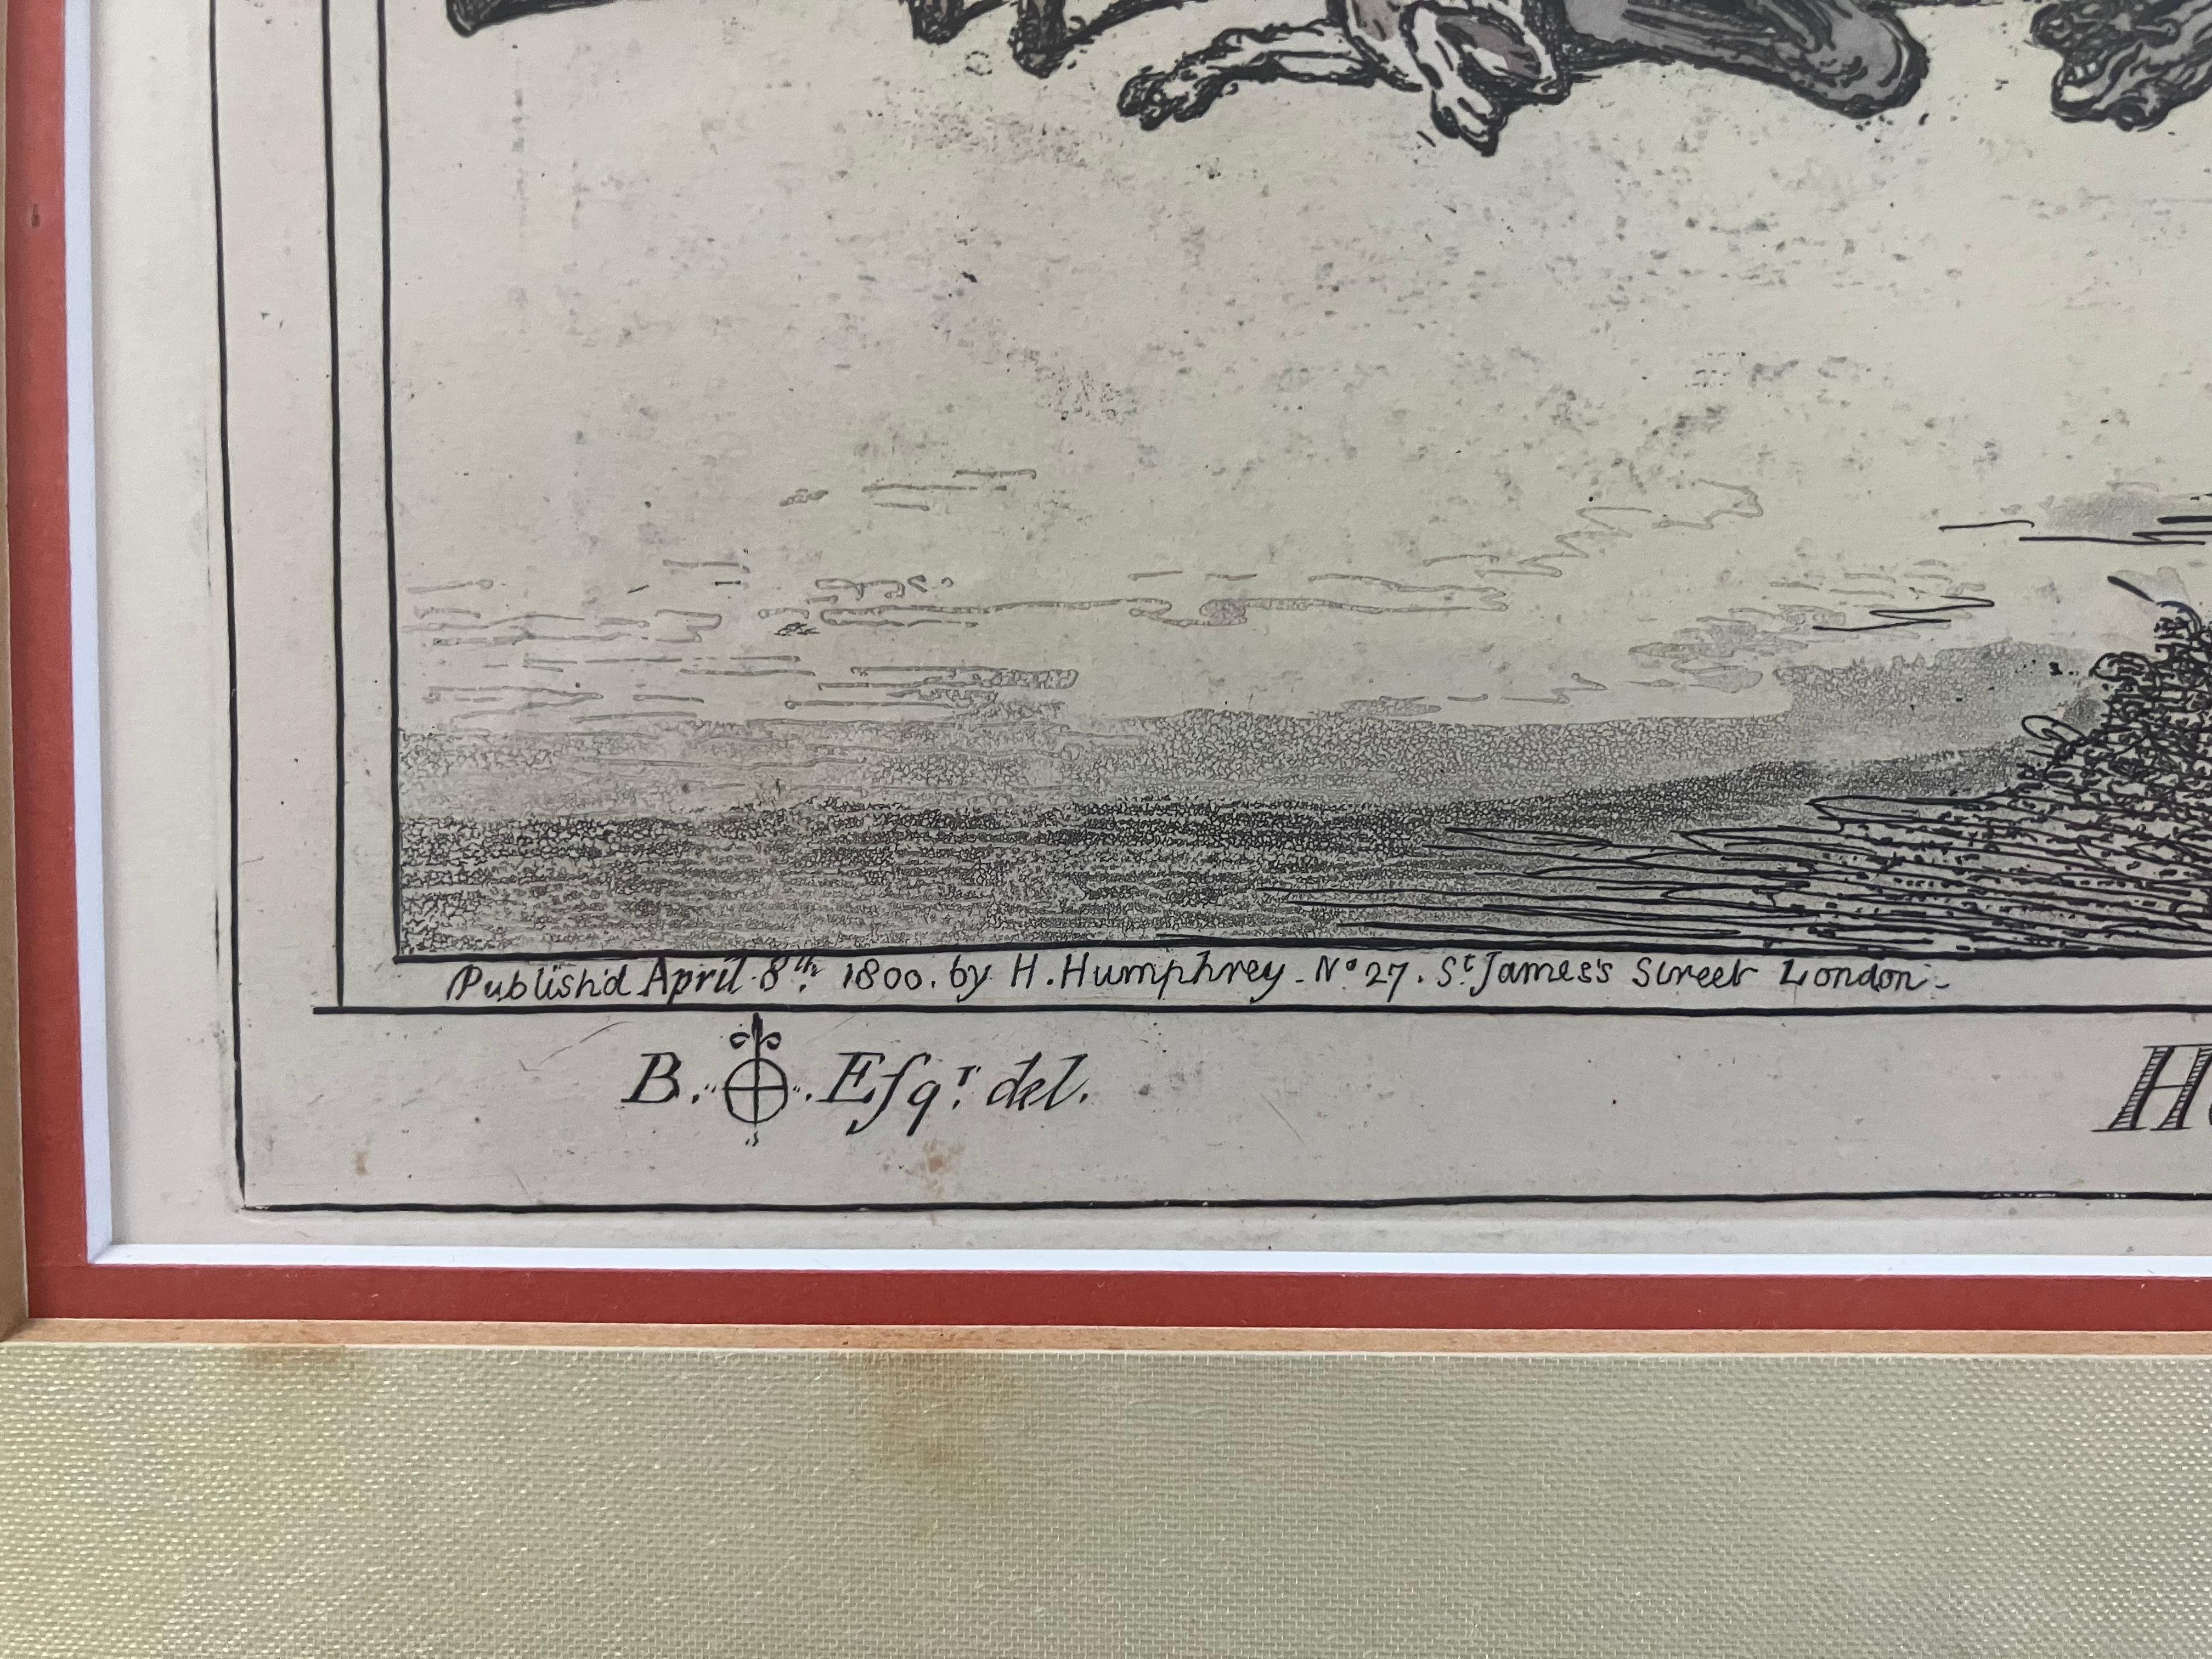 Publish'd April 8th. 1800. by H. Humphrey - No 27. St. James's Street London -
B. Esqr. del.
H